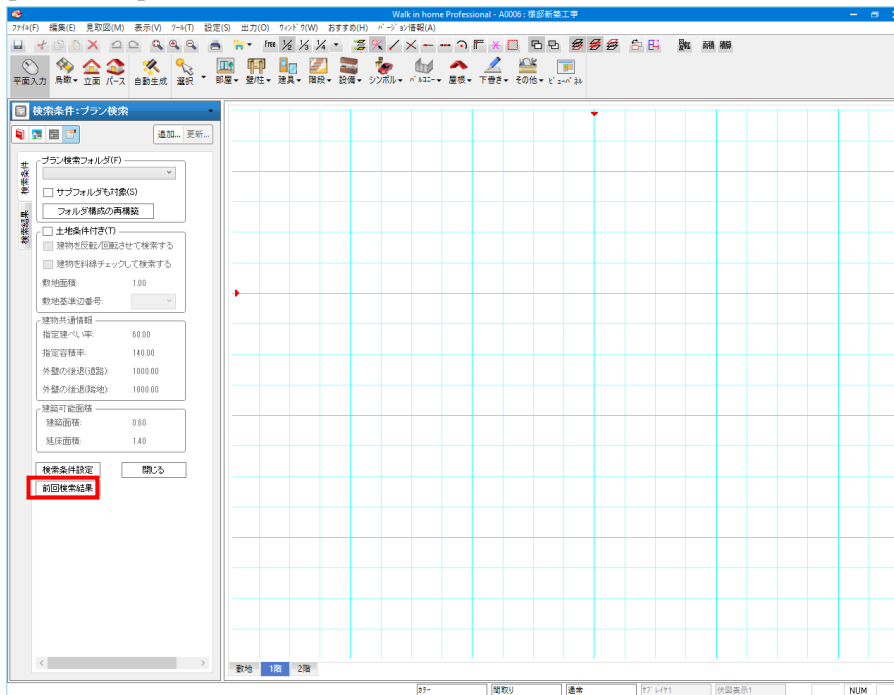 Walk in home Professional - A0006 : 様邸新築工事
ファイル(F) 編集(E) 見取図(M) 表示(V) ツール(T) 設定(S) 出力(O) ウィンドウ(W) おすすめ(H) バージョン情報(A)
FREE 1/2 1/3 1/4
平面入力 鳥瞰 立面 パース 自動生成 選択 部屋 壁/柱 建具 階段 設備 シンボル バルコニー 屋根 下書き その他 ビューパネル
検索条件:プラン検索
追加... 更新...
検索条件
検索結果
プラン検索フォルダ(F)
サブフォルダも対象(S)
フォルダ構成の再構築
土地条件付き(T)
建物を反転/回転させて検索する
建物を斜線チェックして検索する
敷地面積: 1.00
敷地基準辺番号:
建物共通情報
指定建ぺい率: 60.00
指定容積率: 140.00
外壁の後退(道路): 1000.00
外壁の後退(隣地): 1000.00
建築可能面積
建築面積: 0.60
延床面積: 1.40
検索条件設定 閉じる
前回検索結果
敷地 1階 2階
カラー 間取り 通常 サブレイヤ1 伏図表示1 NUM